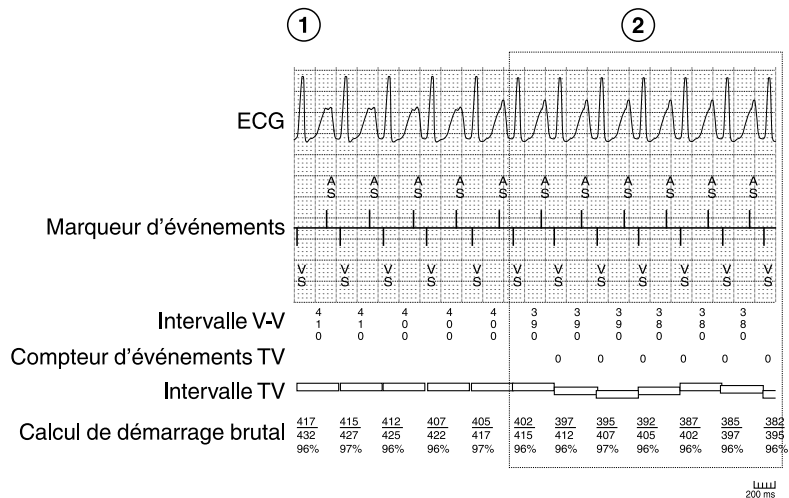 1 2
ECG
A S A S A S A S A S A S A S A S A S A S A S
Marqueur d'événements
V S V S V S V S V S V S V S V S V S V S V S V S
Intervalle V-V 410 410 400 400 400 390 390 390 380 380 380
Compteur d'événements TV 0 0 0 0 0 0
Intervalle TV
Calcul de démarrage brutal
417 415 412 407 405 402 397 395 392 387 385 382
432 427 425 422 417 415 412 407 405 402 397 395
96% 97% 96% 96% 97% 96% 96% 97% 96% 96% 97% 96%
200 ms